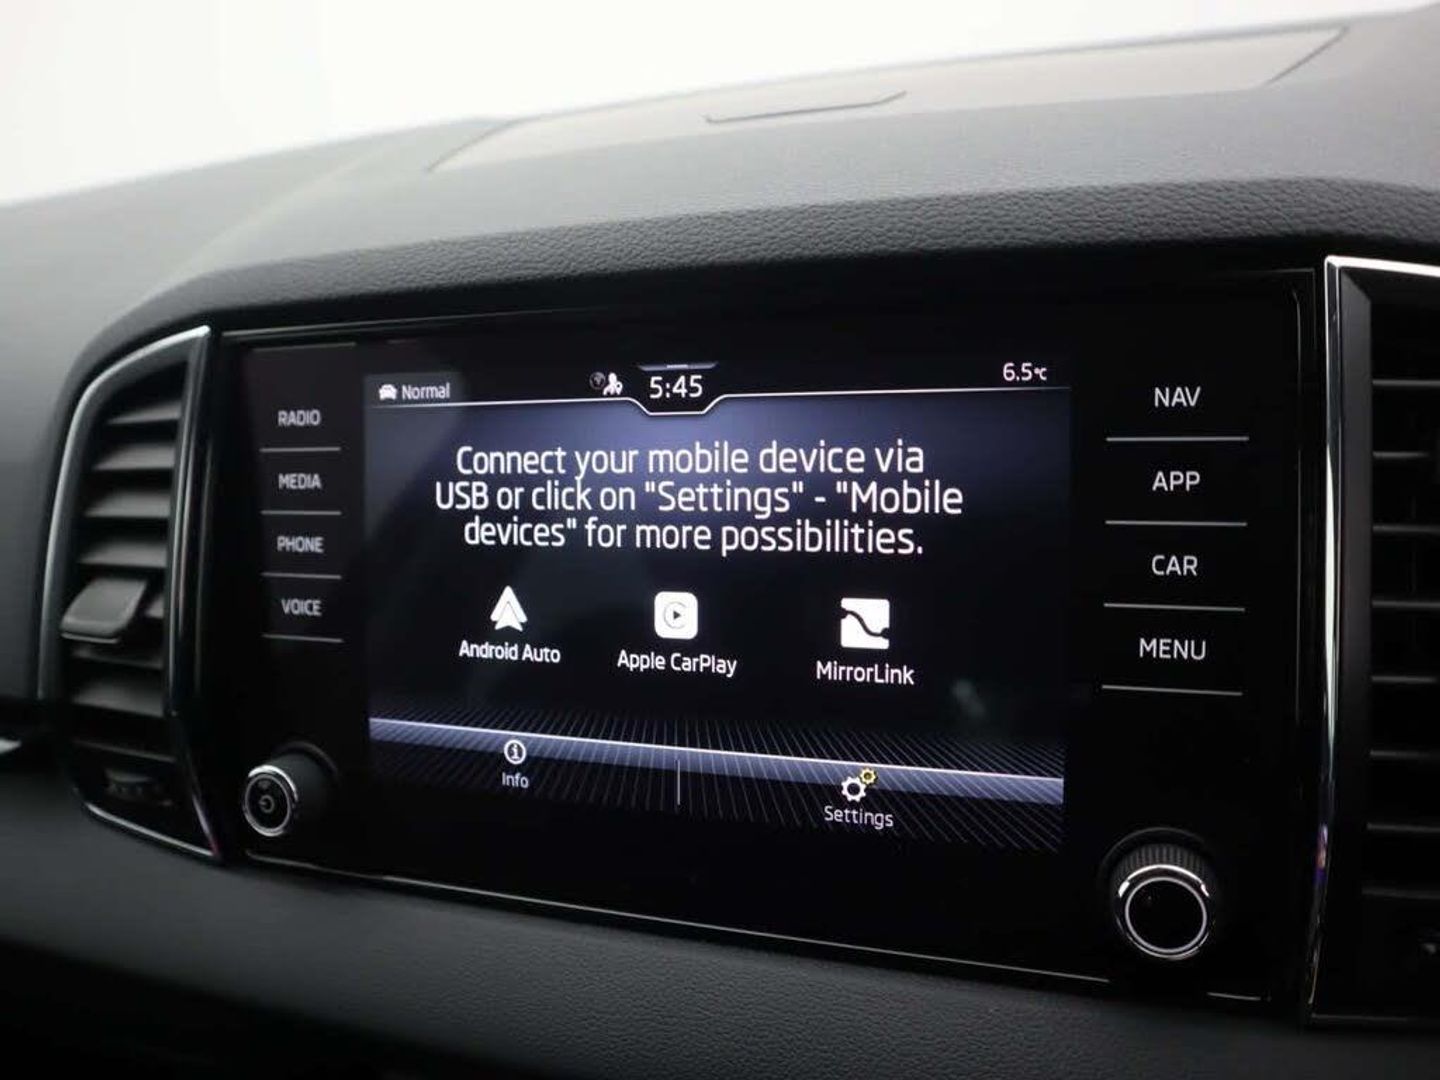 Normal
5:45
6.5°C
RADIO
MEDIA
PHONE
VOICE
Connect your mobile device via
USB or click on "Settings" - "Mobile
devices" for more possibilities.
Android Auto
Apple CarPlay
MirrorLink
Info
Settings
NAV
APP
CAR
MENU